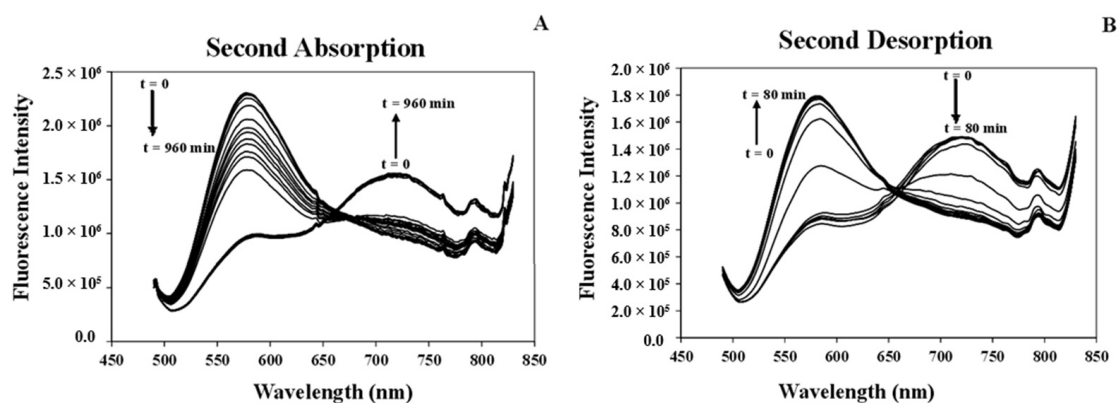 A
Second Absorption
Fluorescence Intensity
2.5 × 10⁶
2.0 × 10⁶
1.5 × 10⁶
1.0 × 10⁶
5.0 × 10⁵
0.0
t = 0
t = 960 min
t = 960 min
t = 0
450 500 550 600 650 700 750 800 850
Wavelength (nm)
B
Second Desorption
Fluorescence Intensity
2.0 × 10⁶
1.8 × 10⁶
1.6 × 10⁶
1.4 × 10⁶
1.2 × 10⁶
1.0 × 10⁶
8.0 × 10⁵
6.0 × 10⁵
4.0 × 10⁵
2.0 × 10⁵
0.0
t = 80 min
t = 0
t = 0
t = 80 min
450 500 550 600 650 700 750 800 850
Wavelength (nm)